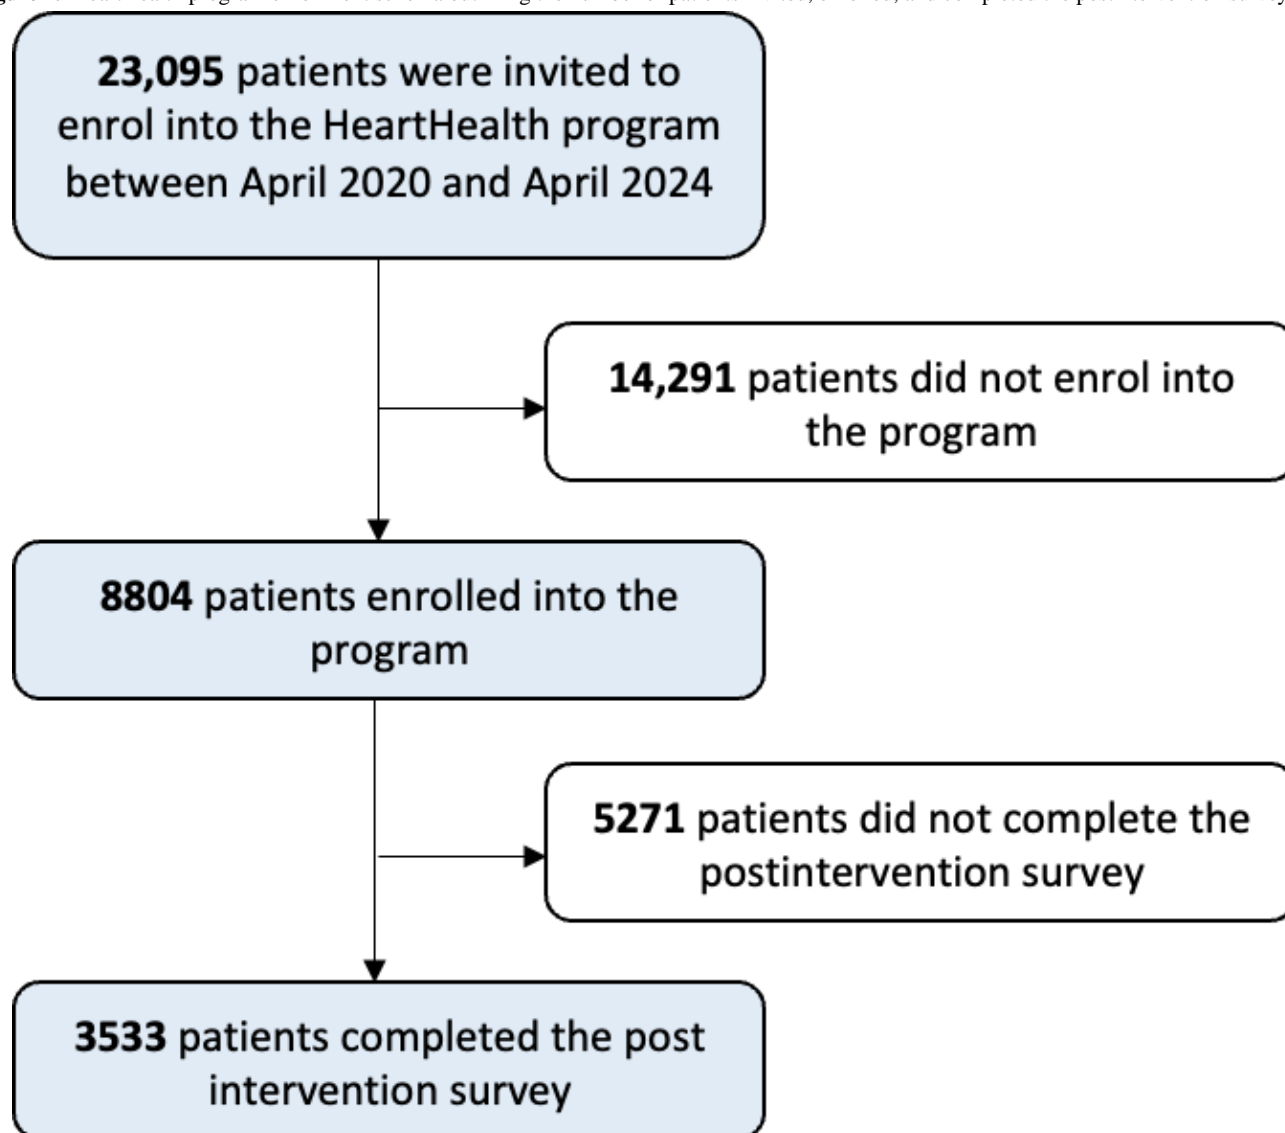 23,095 patients were invited to
enrol into the HeartHealth program
between April 2020 and April 2024
14,291 patients did not enrol into
the program
8804 patients enrolled into the
program
5271 patients did not complete the
postintervention survey
3533 patients completed the post
intervention survey